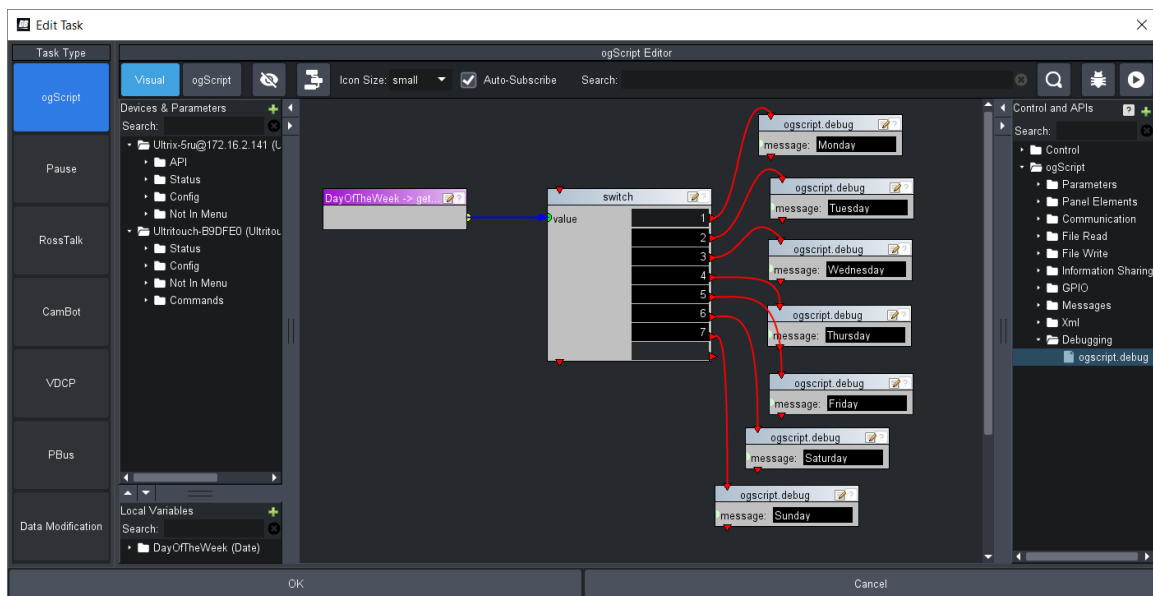 Edit Task
Task Type
ogScript Editor
ogScript
Pause
RossTalk
CamBot
VDCP
PBus
Data Modification
Visual
ogScript
Icon Size: small
Auto-Subscribe
Search:
Devices & Parameters
Search:
Ultrix-5ru@172.16.2.141 (U
API
Status
Config
Not In Menu
Ultritouch-B9DFE0 (Ultritou
Status
Config
Not In Menu
Commands
Local Variables
Search:
DayOfTheWeek (Date)
DayOfTheWeek -> get...
switch
value
1
2
3
4
5
6
7
ogscript.debug
message: Monday
ogscript.debug
message: Tuesday
ogscript.debug
message: Wednesday
ogscript.debug
message: Thursday
ogscript.debug
message: Friday
ogscript.debug
message: Saturday
ogscript.debug
message: Sunday
Control and APIs
Search:
Control
ogScript
Parameters
Panel Elements
Communication
File Read
File Write
Information Sharing
GPIO
Messages
Xml
Debugging
ogscript.debug
OK
Cancel